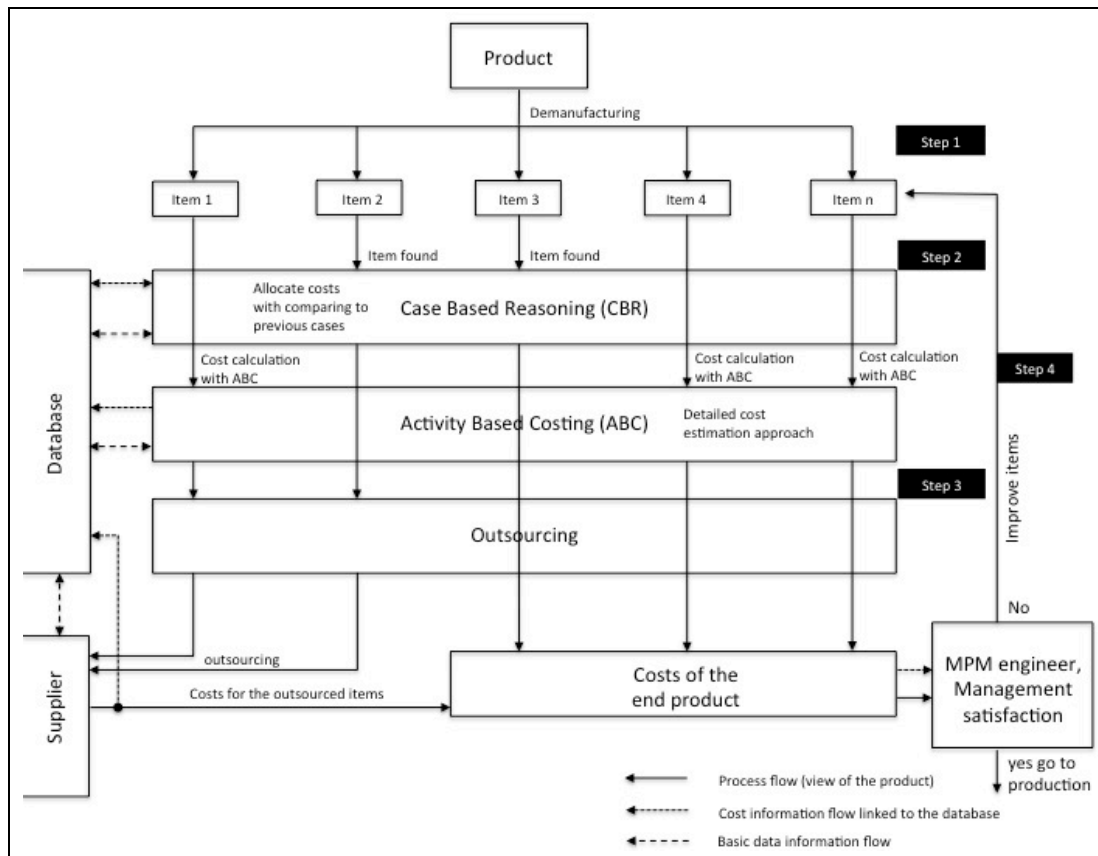 Product
Demanufacturing
Step 1
Item 1
Item 2
Item 3
Item 4
Item n
Item found
Item found
Step 2
Allocate costs
with comparing to
previous cases
Case Based Reasoning (CBR)
Cost calculation
with ABC
Cost calculation
with ABC
Cost calculation
with ABC
Step 4
Database
Activity Based Costing (ABC)
Detailed cost
estimation approach
Improve items
Step 3
Outsourcing
No
Supplier
outsourcing
Costs for the outsourced items
Costs of the
end product
MPM engineer,
Management
satisfaction
yes go to
production
Process flow (view of the product)
Cost information flow linked to the database
Basic data information flow